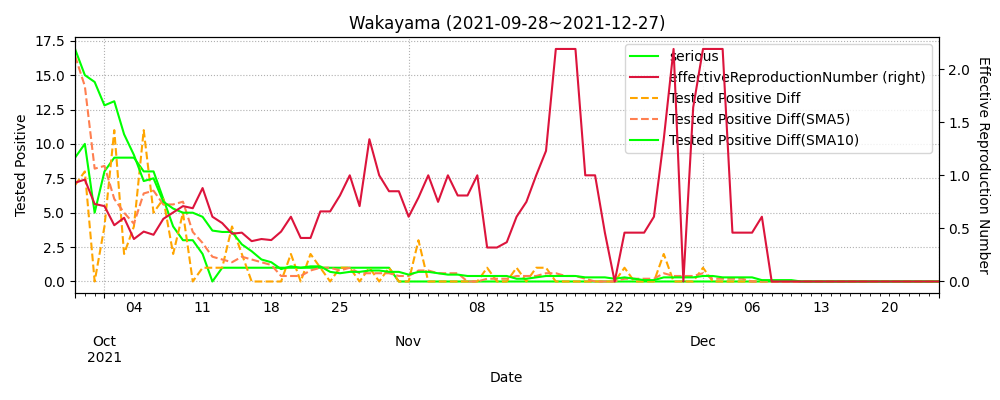 Wakayama (2021-09-28~2021-12-27)
17.5
15.0
12.5
10.0
7.5
5.0
2.5
0.0
Tested Positive
serious
effectiveReproductionNumber (right)
Tested Positive Diff
Tested Positive Diff(SMA5)
Tested Positive Diff(SMA10)
2.0
1.5
1.0
0.5
0.0
Effective Reproduction Number
04 11 18 25 08 15 22 29 06 13 20
Oct Nov Dec
2021
Date